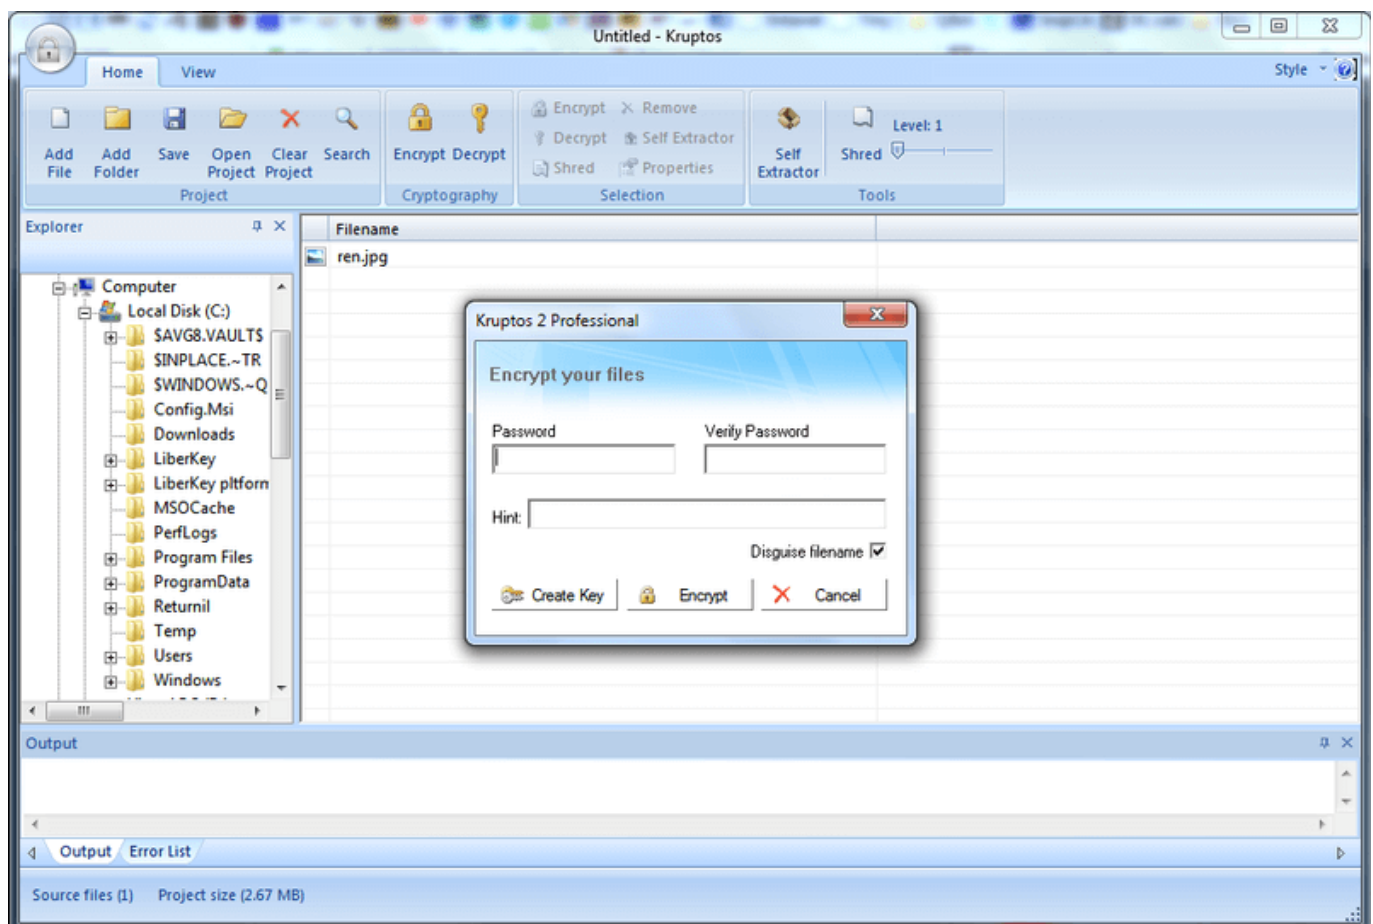 Untitled - Kruptos
Home View Style
Add File
Add Folder
Save
Open Project
Clear Project
Search
Project
Encrypt Decrypt
Cryptography
Encrypt Remove
Decrypt Self Extractor
Shred Properties
Selection
Self Extractor
Shred
Level: 1
Tools
Explorer
Filename
ren.jpg
Computer
Local Disk (C:)
$AVG8.VAULT$
$INPLACE.~TR
$WINDOWS.~Q
Config.Msi
Downloads
LiberKey
LiberKey pltform
MSOCache
PerfLogs
Program Files
ProgramData
Returnil
Temp
Users
Windows
Kruptos 2 Professional
Encrypt your files
Password Verify Password
Hint:
Disguise filename
Create Key Encrypt Cancel
Output
Output Error List
Source files (1) Project size (2.67 MB)